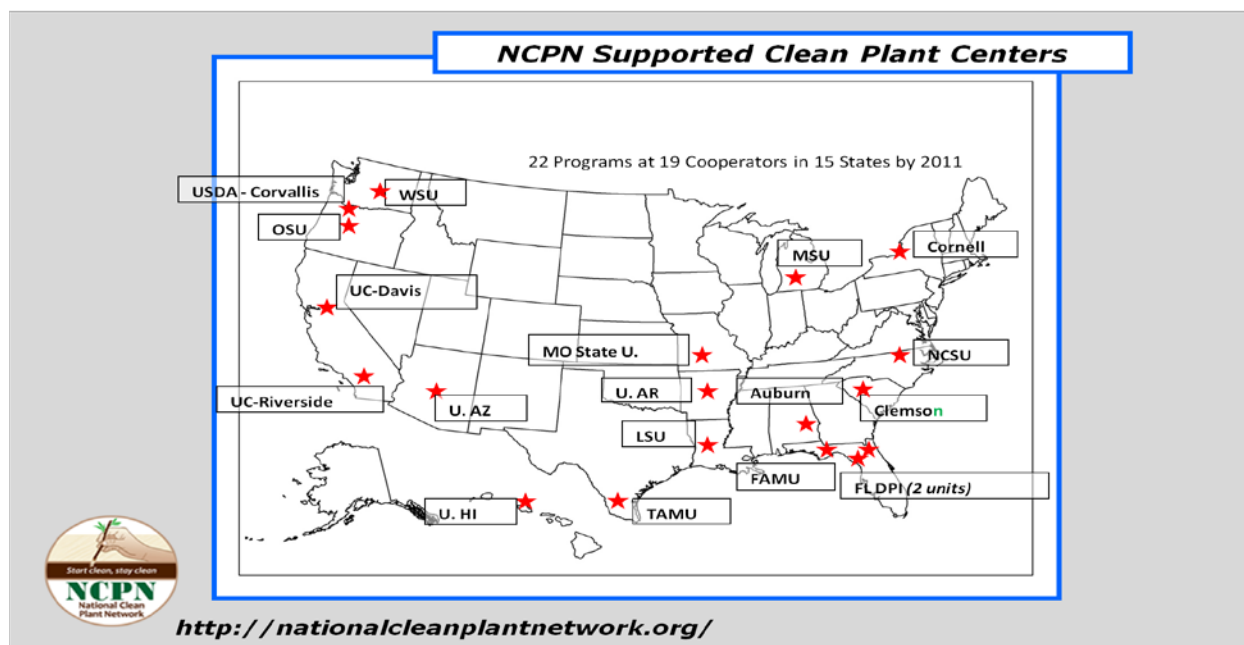 NCPN Supported Clean Plant Centers
22 Programs at 19 Cooperators in 15 States by 2011
USDA - Corvallis
WSU
OSU
Cornell
MSU
UC-Davis
MO State U.
NCSU
UC-Riverside
U. AZ
U. AR
Auburn
Clemson
LSU
FAMU
FL DPI (2 units)
U. HI
TAMU
Start clean, stay clean
NCPN
National Clean
Plant Network
http://nationalcleanplantnetwork.org/